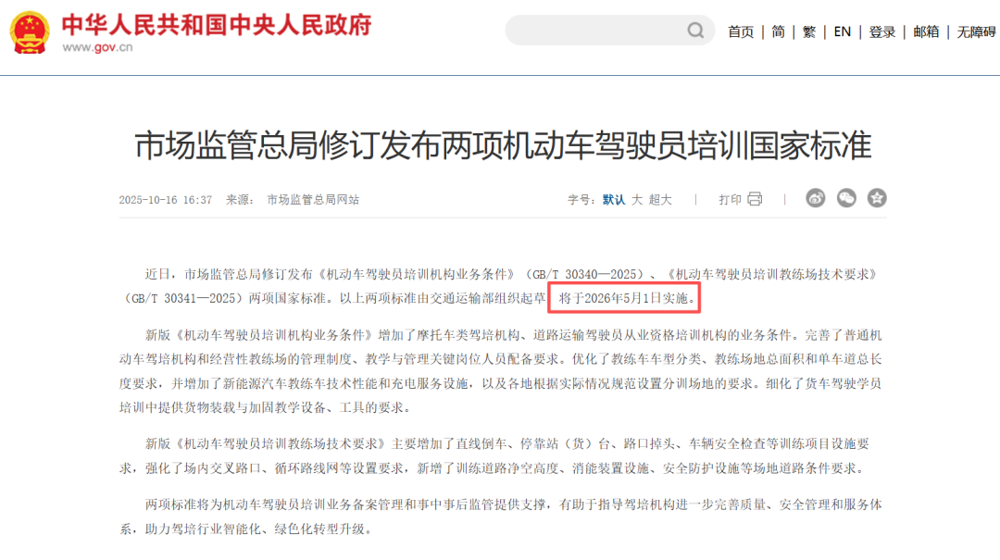 中华人民共和国中央人民政府
www.gov.cn
首页 | 简 | 繁 | EN | 登录 | 邮箱 | 无障碍
市场监管总局修订发布两项机动车驾驶员培训国家标准
2025-10-16 16:37 来源： 市场监管总局网站 字号：默认 大 超大 | 打印 |
近日，市场监管总局修订发布《机动车驾驶员培训机构业务条件》（GB/T 30340—2025）、《机动车驾驶员培训教练场技术要求》
（GB/T 30341—2025）两项国家标准。以上两项标准由交通运输部组织起草，将于2026年5月1日实施。
新版《机动车驾驶员培训机构业务条件》增加了摩托车类驾培机构、道路运输驾驶员从业资格培训机构的业务条件。完善了普通机
动车驾培机构和经营性教练场的管理制度、教学与管理关键岗位人员配备要求。优化了教练车车型分类、教练场地总面积和单车道总长
度要求，并增加了新能源汽车教练车技术性能和充电服务设施，以及各地根据实际情况规范设置分训场地的要求。细化了货车驾驶学员
培训中提供货物装载与加固教学设备、工具的要求。
新版《机动车驾驶员培训教练场技术要求》主要增加了直线倒车、停靠站（货）台、路口掉头、车辆安全检查等训练项目设施要
求，强化了场内交叉路口、循环路线网等设置要求，新增了训练道路净空高度、消能装置设施、安全防护设施等场地道路条件要求。
两项标准将为机动车驾驶员培训业务备案管理和事中事后监管提供支撑，有助于指导驾培机构进一步完善质量、安全管理和服务体
系，助力驾培行业智能化、绿色化转型升级。